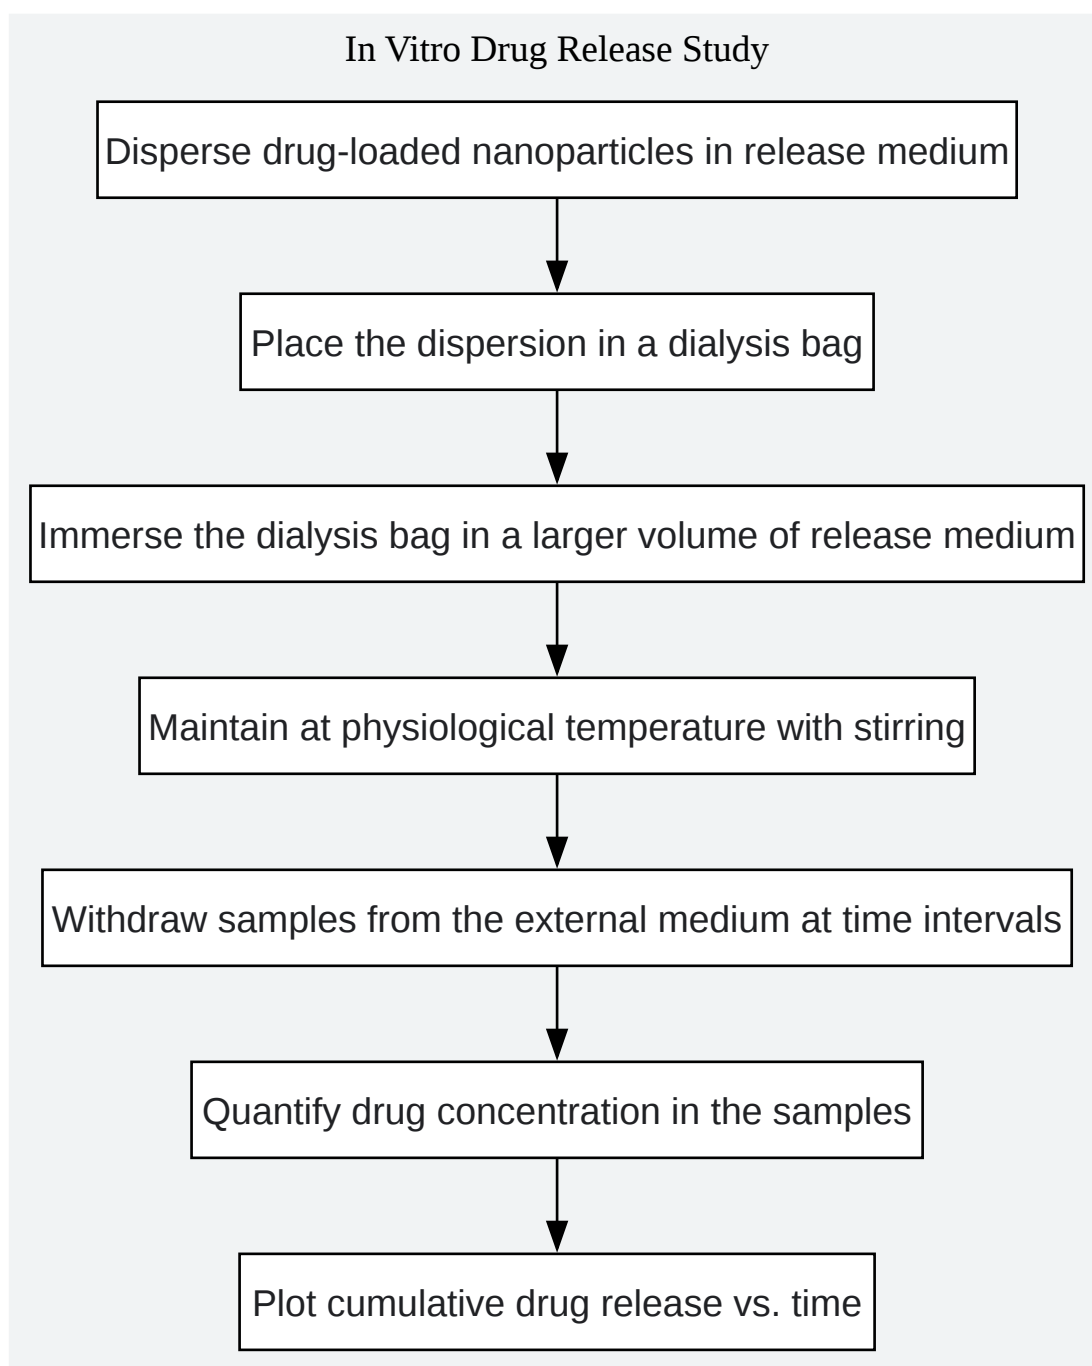 In Vitro Drug Release Study
Disperse drug-loaded nanoparticles in release medium
Place the dispersion in a dialysis bag
Immerse the dialysis bag in a larger volume of release medium
Maintain at physiological temperature with stirring
Withdraw samples from the external medium at time intervals
Quantify drug concentration in the samples
Plot cumulative drug release vs. time